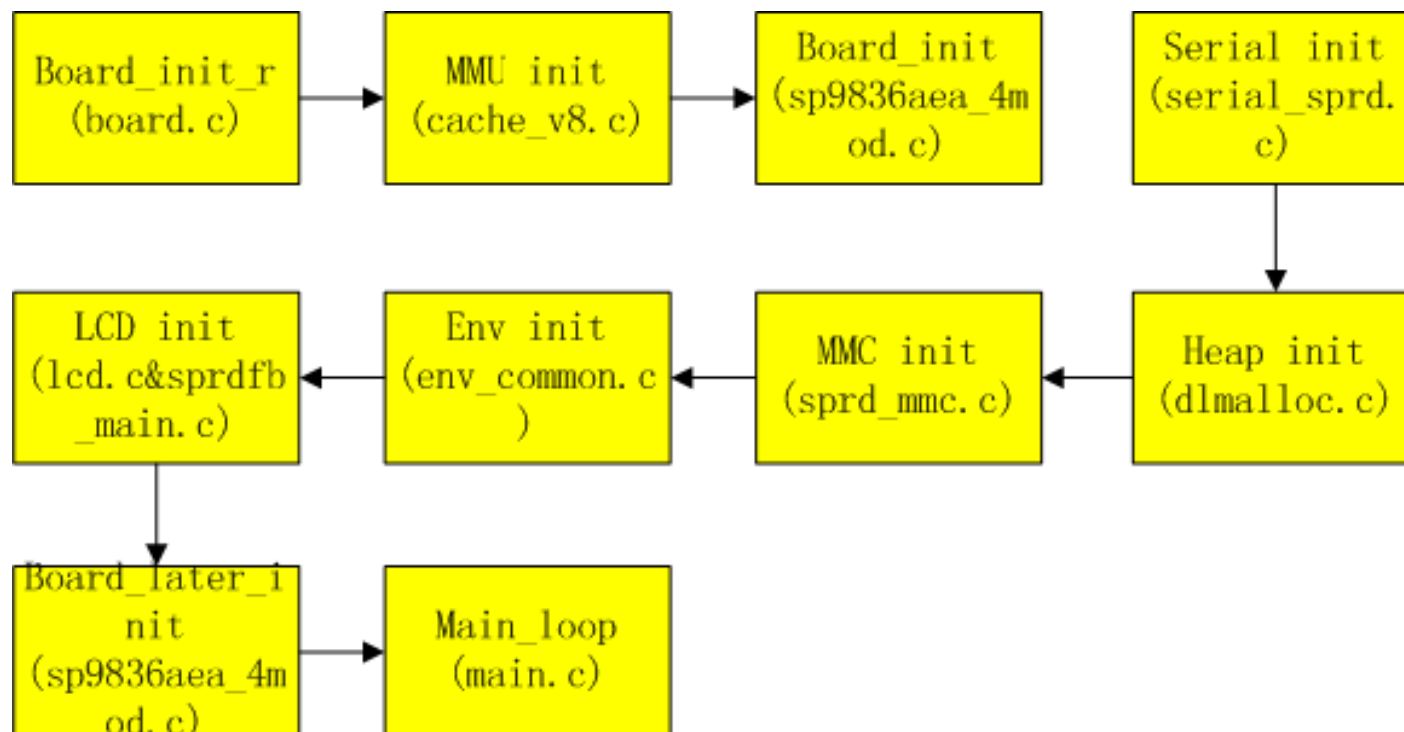 Board_init_r
(board.c)
MMU init
(cache_v8.c)
Board_init
(sp9836aea_4m
od.c)
Serial init
(serial_sprd.
c)
LCD init
(lcd.c&sprdfb
_main.c)
Env init
(env_common.c
)
MMC init
(sprd_mmc.c)
Heap init
(dlmalloc.c)
Board_later_i
nit
(sp9836aea_4m
od.c)
Main_loop
(main.c)